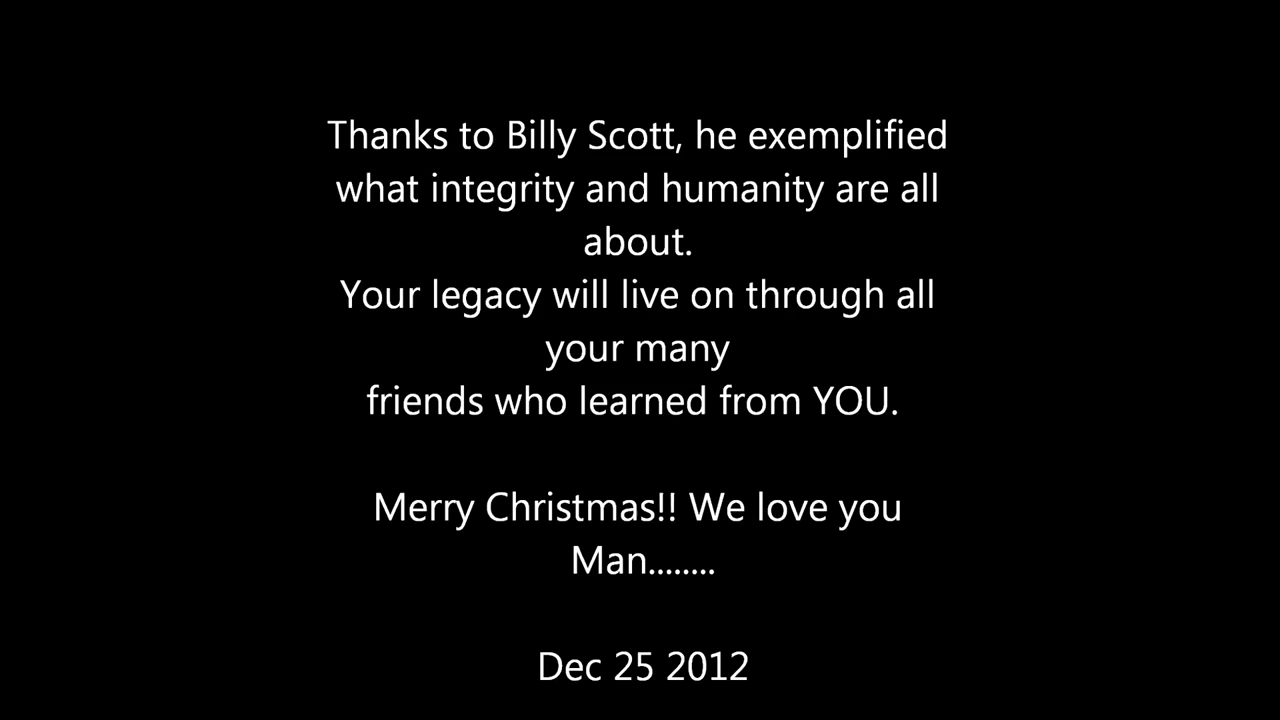 Thanks to Billy Scott, he exemplified
what integrity and humanity are all
about.
Your legacy will live on through all
your many
friends who learned from YOU.
Merry Christmas!! We love you
Man........
Dec 25 2012